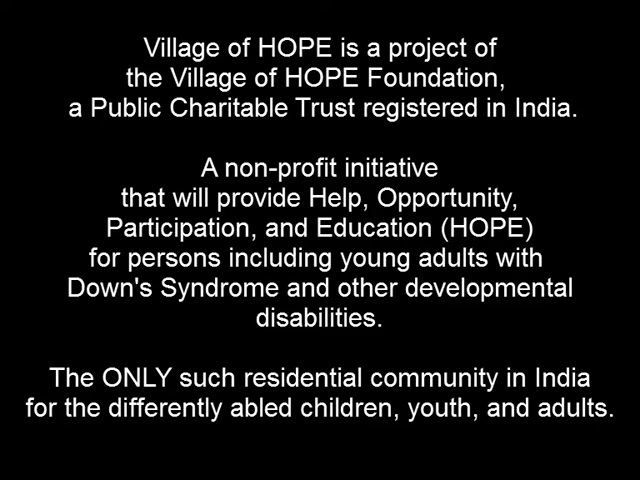 Village of HOPE is a project of
the Village of HOPE Foundation,
a Public Charitable Trust registered in India.
A non-profit initiative
that will provide Help, Opportunity,
Participation, and Education (HOPE)
for persons including young adults with
Down's Syndrome and other developmental
disabilities.
The ONLY such residential community in India
for the differently abled children, youth, and adults.